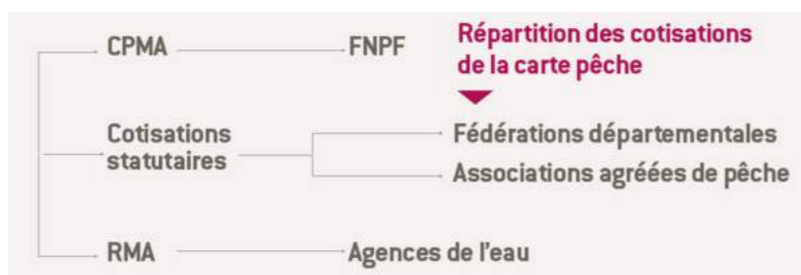 CPMA
FNPF
Répartition des cotisations
de la carte pêche
Cotisations
statutaires
Fédérations départementales
Associations agréées de pêche
RMA
Agences de l'eau